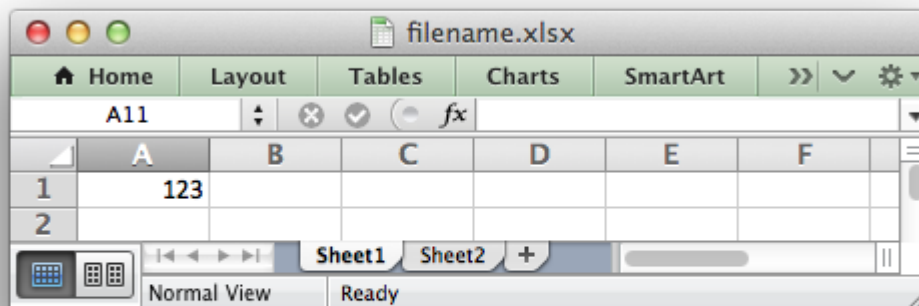 filename.xlsx
Home Layout Tables Charts SmartArt
A11 fx
A B C D E F
1 123
2
Sheet1 Sheet2 +
Normal View Ready